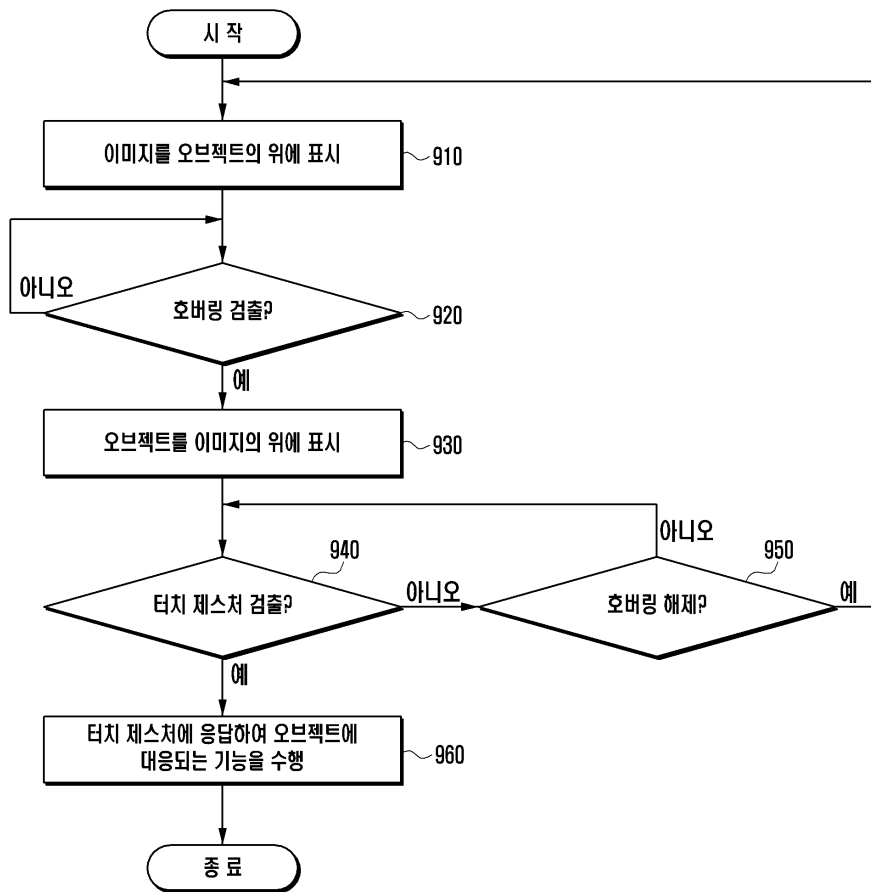 시 작
이미지를 오브젝트의 위에 표시
910
아니오
호버링 검출?
920
예
오브젝트를 이미지의 위에 표시
930
아니오
940
950
터치 제스처 검출?
아니오
호버링 해제?
예
예
터치 제스처에 응답하여 오브젝트에
대응되는 기능을 수행
960
종 료